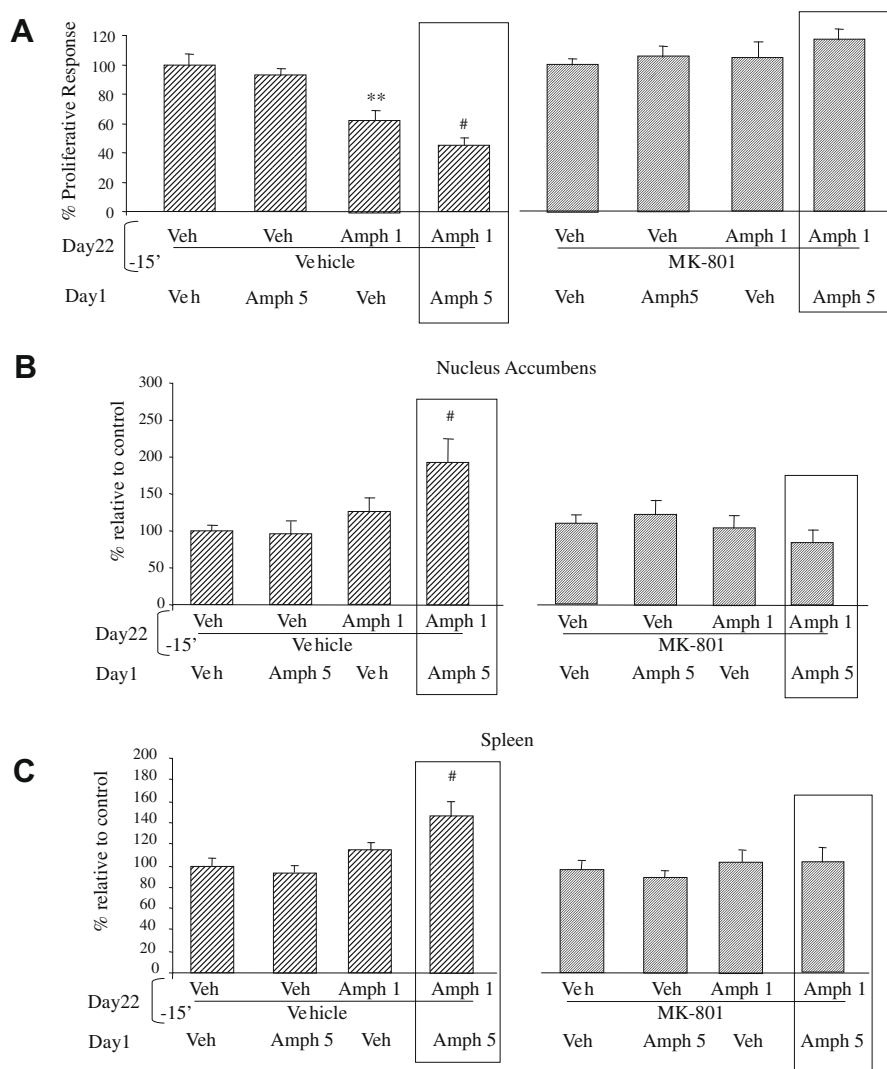 A
% Proliferative Response
120
100
80
60
40
20
0
**
#
Day22
Veh Veh Amph 1 Amph 1 Veh Veh Amph 1 Amph 1
-15’ Vehicle MK-801
Day1 Veh Amph 5 Veh Amph 5 Veh Amph5 Veh Amph 5
B
Nucleus Accumbens
% relative to control
300
250
200
150
100
50
0
#
Day22
Veh Veh Amph 1 Amph 1 Veh Veh Amph 1 Amph 1
-15’ Vehicle MK-801
Day1 Veh Amph 5 Veh Amph 5 Veh Amph 5 Veh Amph 5
C
Spleen
% relative to control
200
180
160
140
120
100
80
60
40
20
0
#
Day22
Veh Veh Amph 1 Amph 1 Veh Veh Amph 1 Amph 1
-15’ Vehicle MK-801
Day1 Veh Amph 5 Veh Amph 5 Veh Amph 5 Veh Amph 5